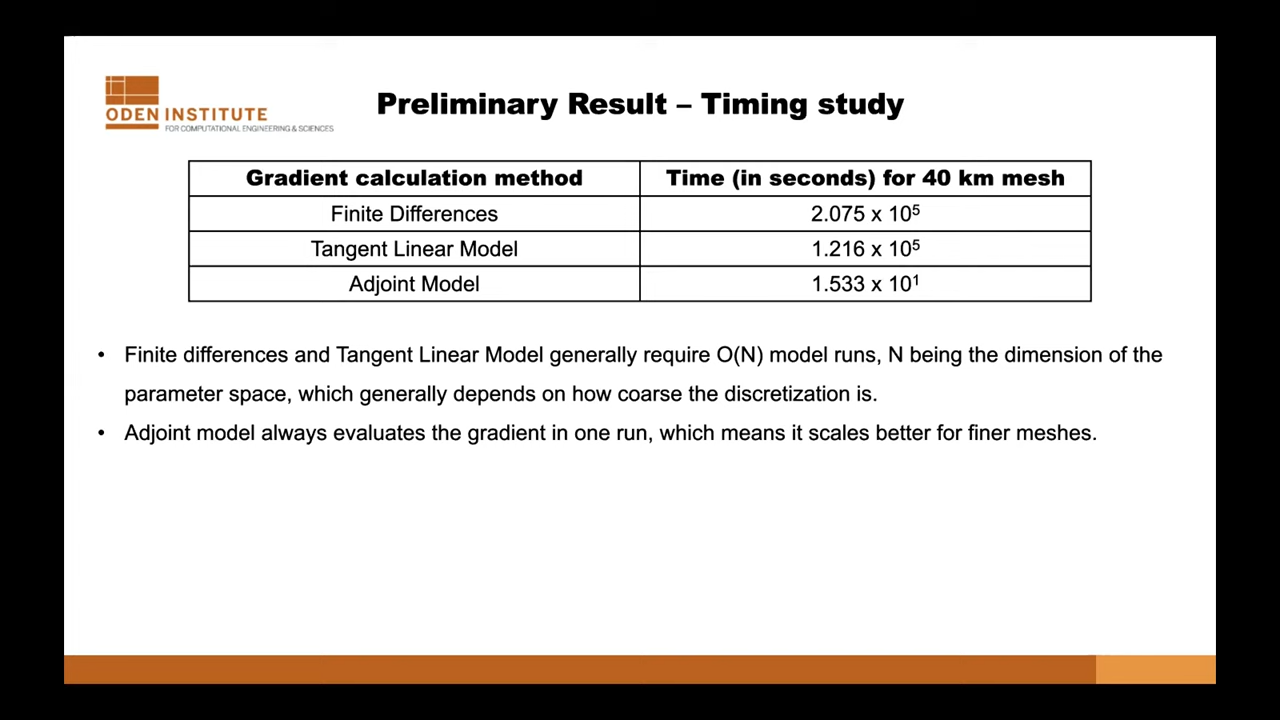 ODEN INSTITUTE
FOR COMPUTATIONAL ENGINEERING & SCIENCES
Preliminary Result – Timing study
Gradient calculation method Time (in seconds) for 40 km mesh
Finite Differences 2.075 x 10⁵
Tangent Linear Model 1.216 x 10⁵
Adjoint Model 1.533 x 10¹
• Finite differences and Tangent Linear Model generally require O(N) model runs, N being the dimension of the
parameter space, which generally depends on how coarse the discretization is.
• Adjoint model always evaluates the gradient in one run, which means it scales better for finer meshes.